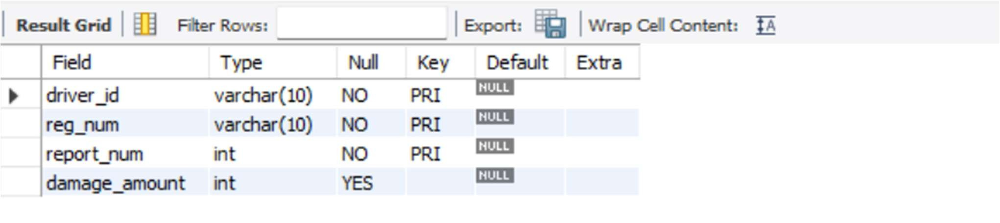 Result Grid Filter Rows: Export: Wrap Cell Content: A
Field Type Null Key Default Extra
driver_id varchar(10) NO PRI NULL
reg_num varchar(10) NO PRI NULL
report_num int NO PRI NULL
damage_amount int YES NULL